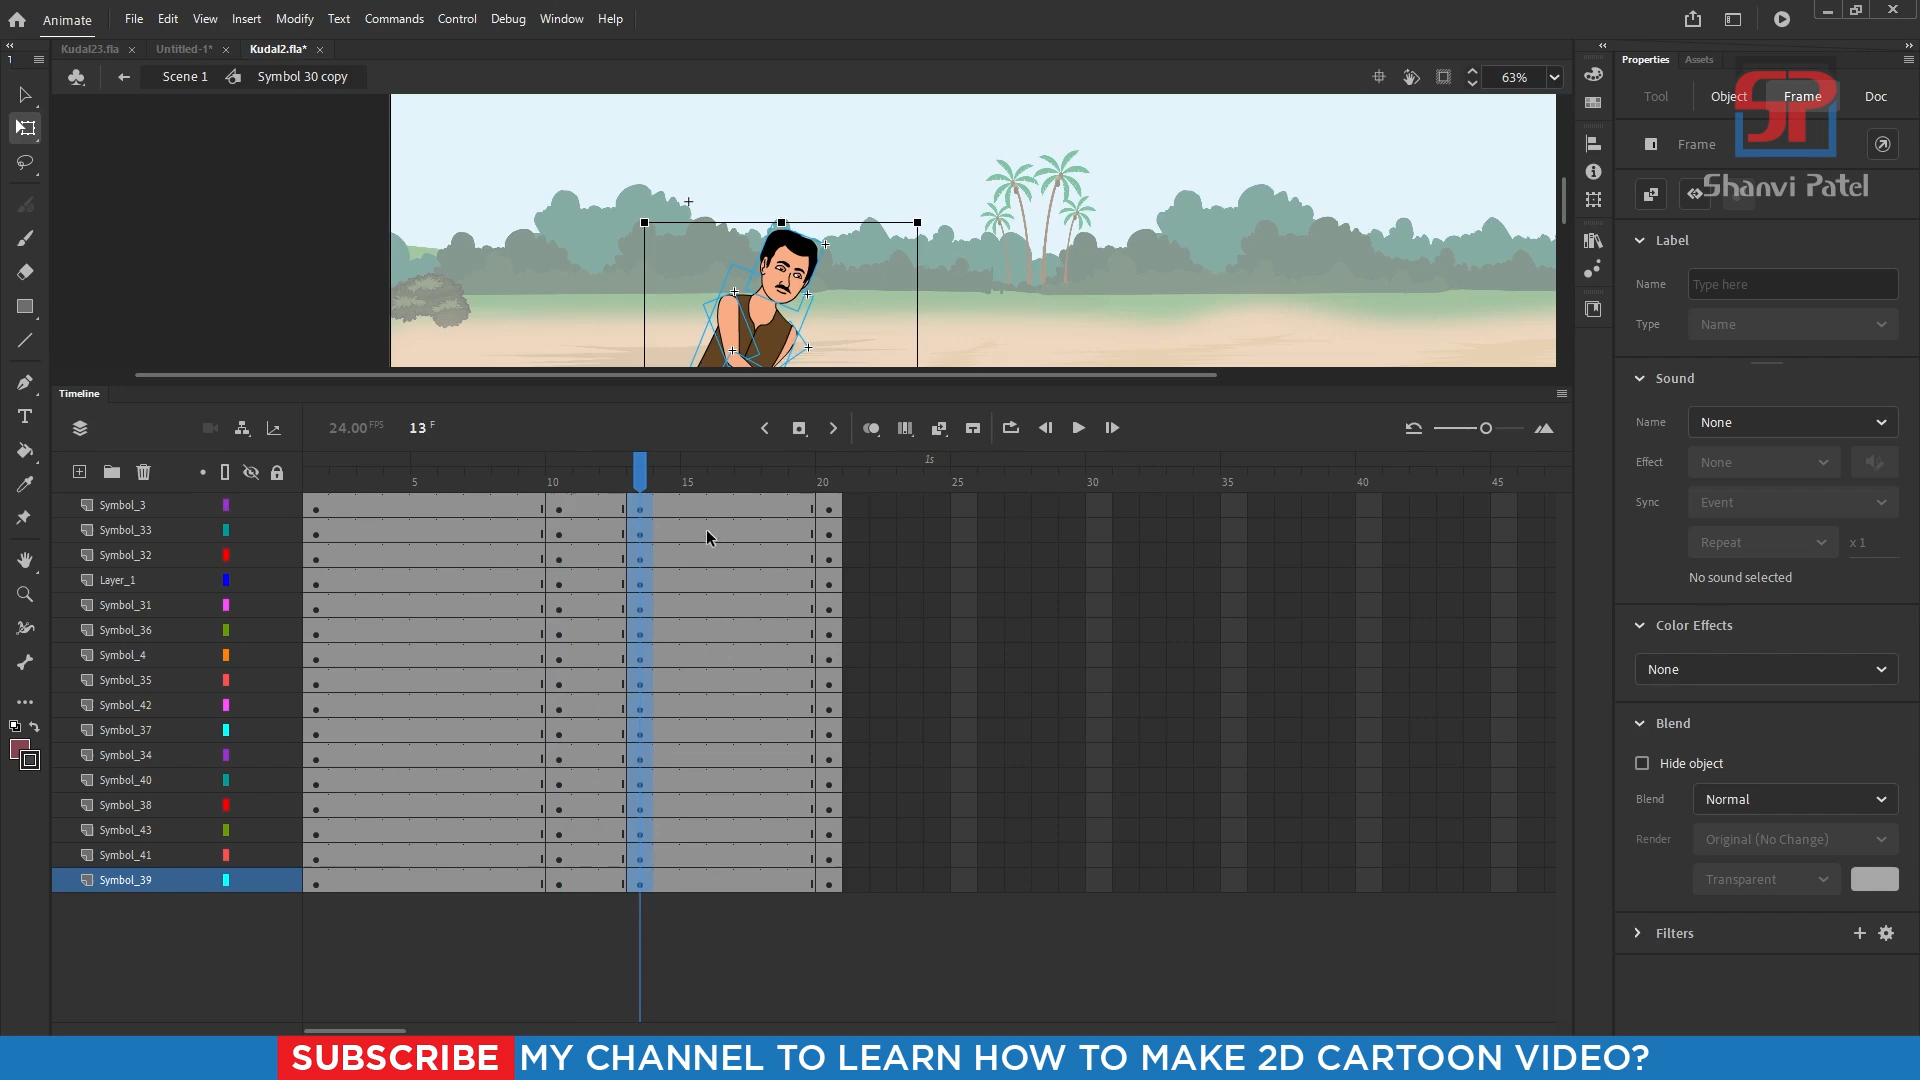 Animate File Edit View Insert Modify Text Commands Control Debug Window Help
Kudal23.fla Untitled-1* Kudal2.fla*
Scene 1 Symbol 30 copy 63%
Timeline
24.00 FPS 13 F
1s
5 10 15 20 25 30 35 40 45
Symbol_3
Symbol_33
Symbol_32
Layer_1
Symbol_31
Symbol_36
Symbol_4
Symbol_35
Symbol_42
Symbol_37
Symbol_34
Symbol_40
Symbol_38
Symbol_43
Symbol_41
Symbol_39
Properties Assets
Tool Object Frame Doc
SP
Frame
Shanvi Patel
Label
Name Type here
Type Name
Sound
Name None
Effect None
Sync Event
Repeat x 1
No sound selected
Color Effects
None
Blend
Hide object
Blend Normal
Render Original (No Change)
Transparent
Filters
SUBSCRIBE MY CHANNEL TO LEARN HOW TO MAKE 2D CARTOON VIDEO?